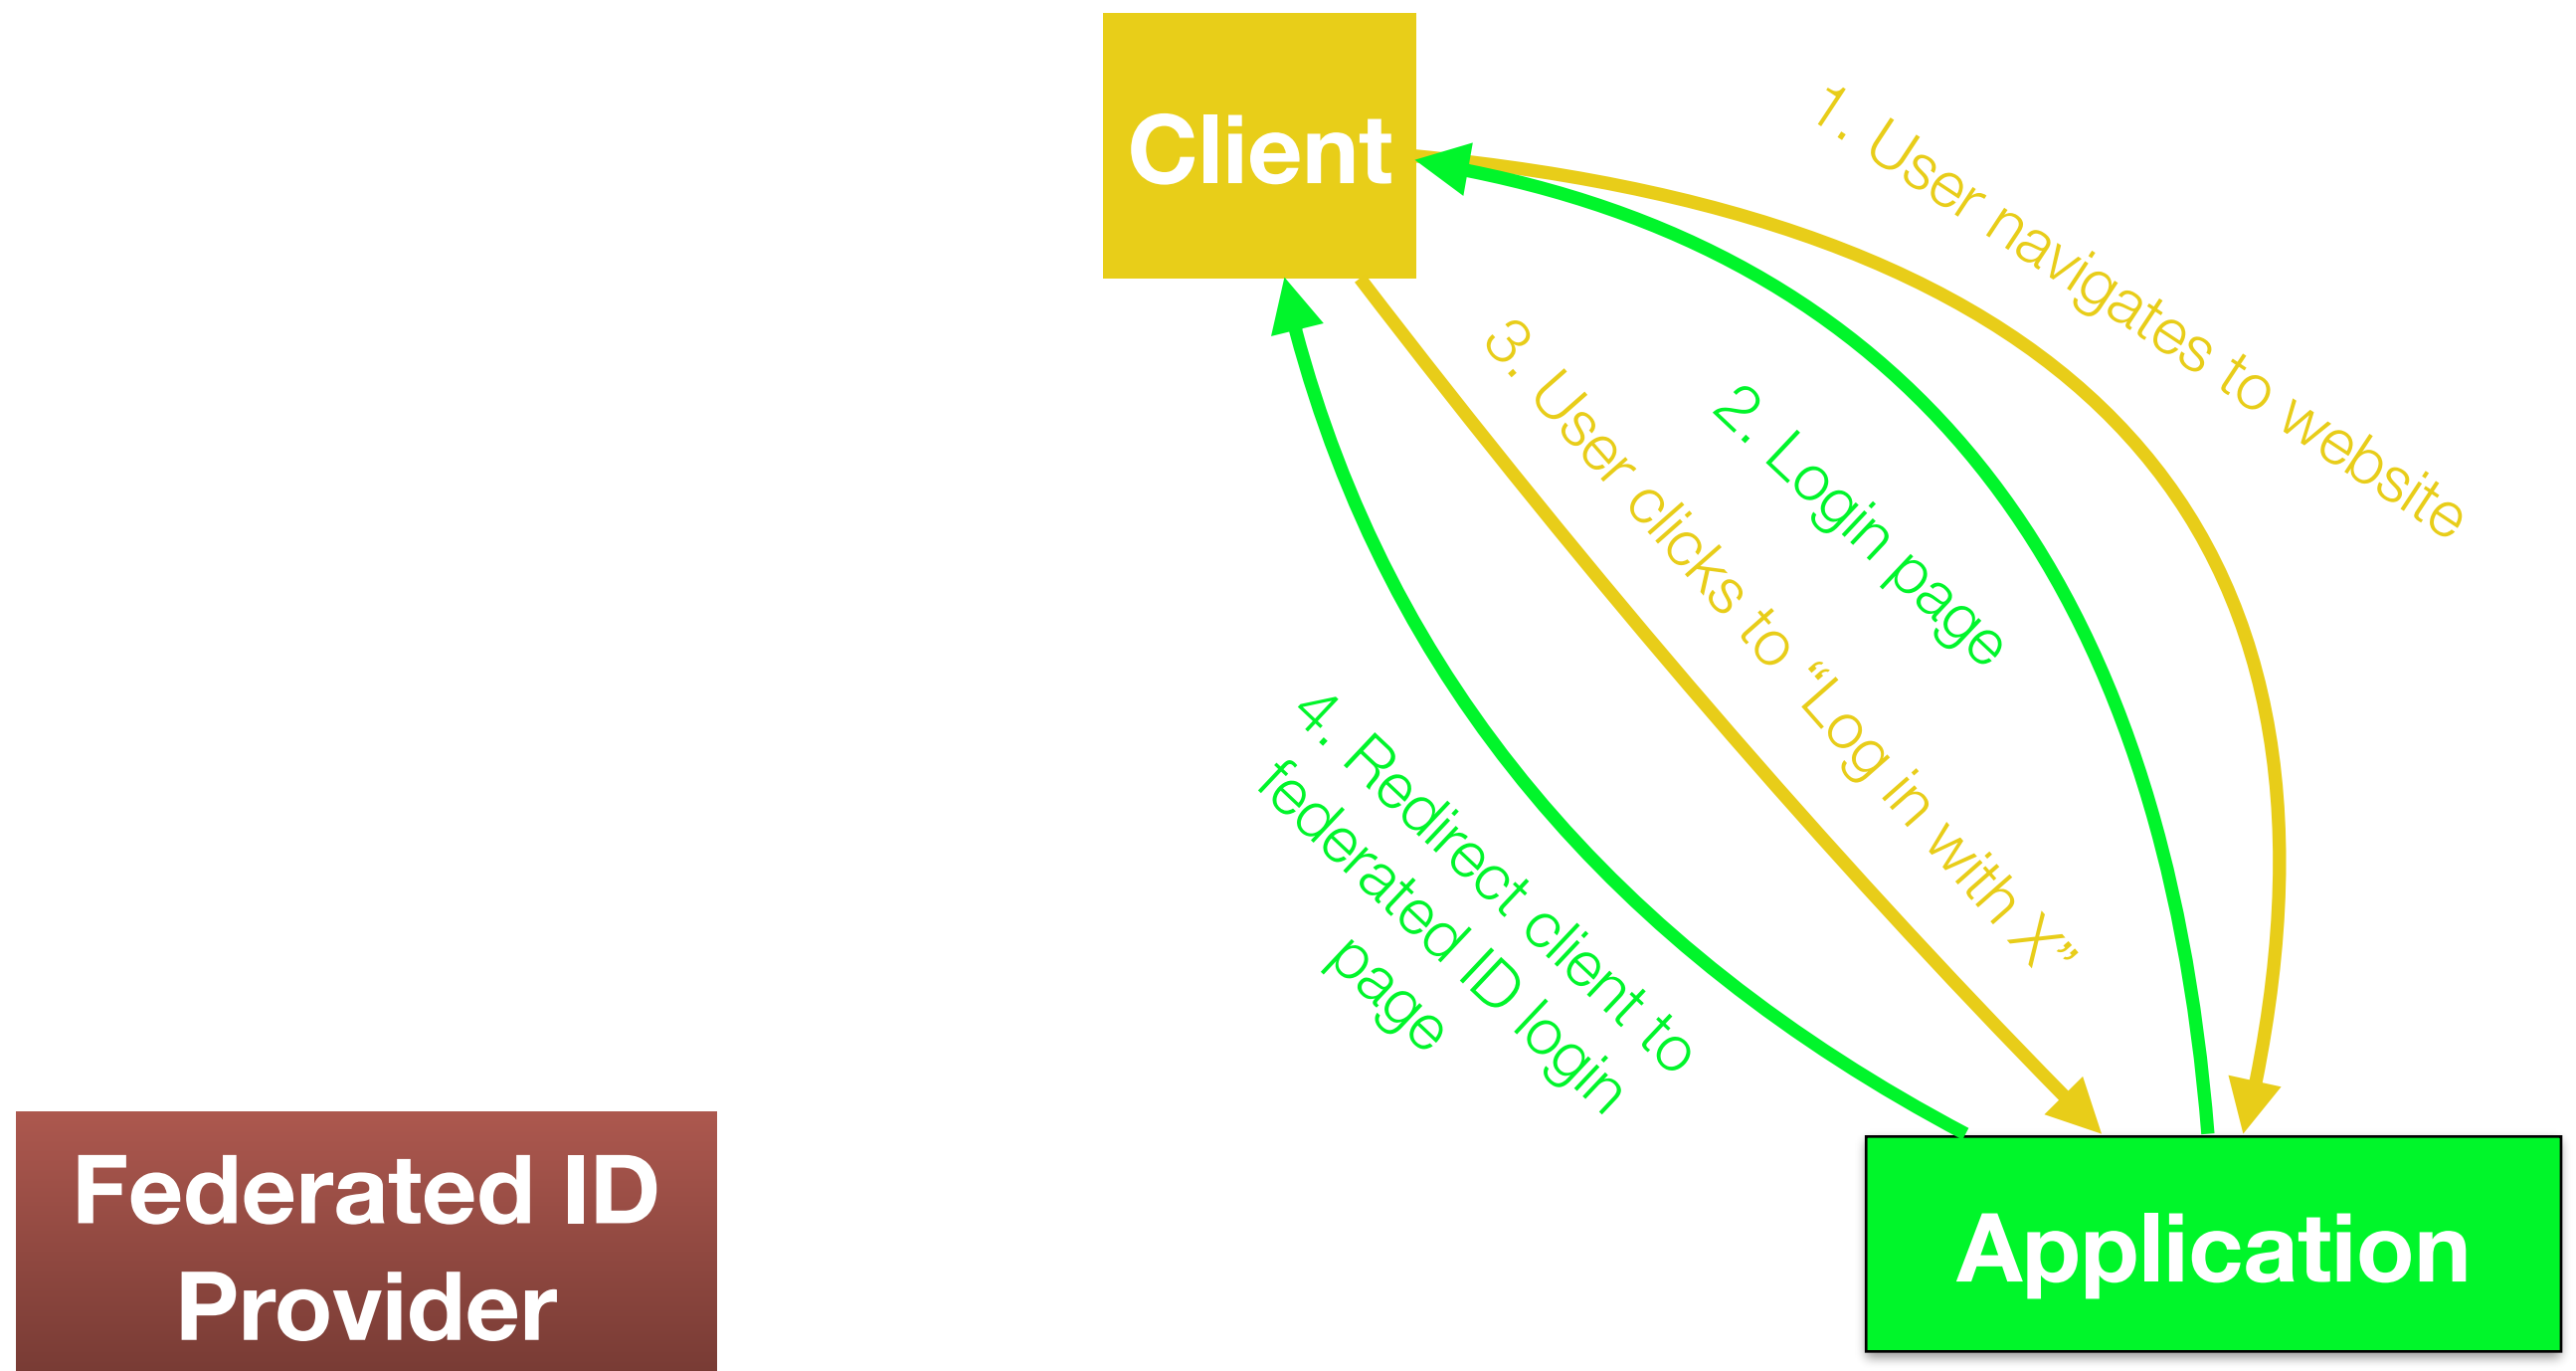 Client
1. User navigates to website
2. Login page
3. User clicks to “Log in with X”
4. Redirect client to
federated ID login
page
Federated ID
Provider
Application